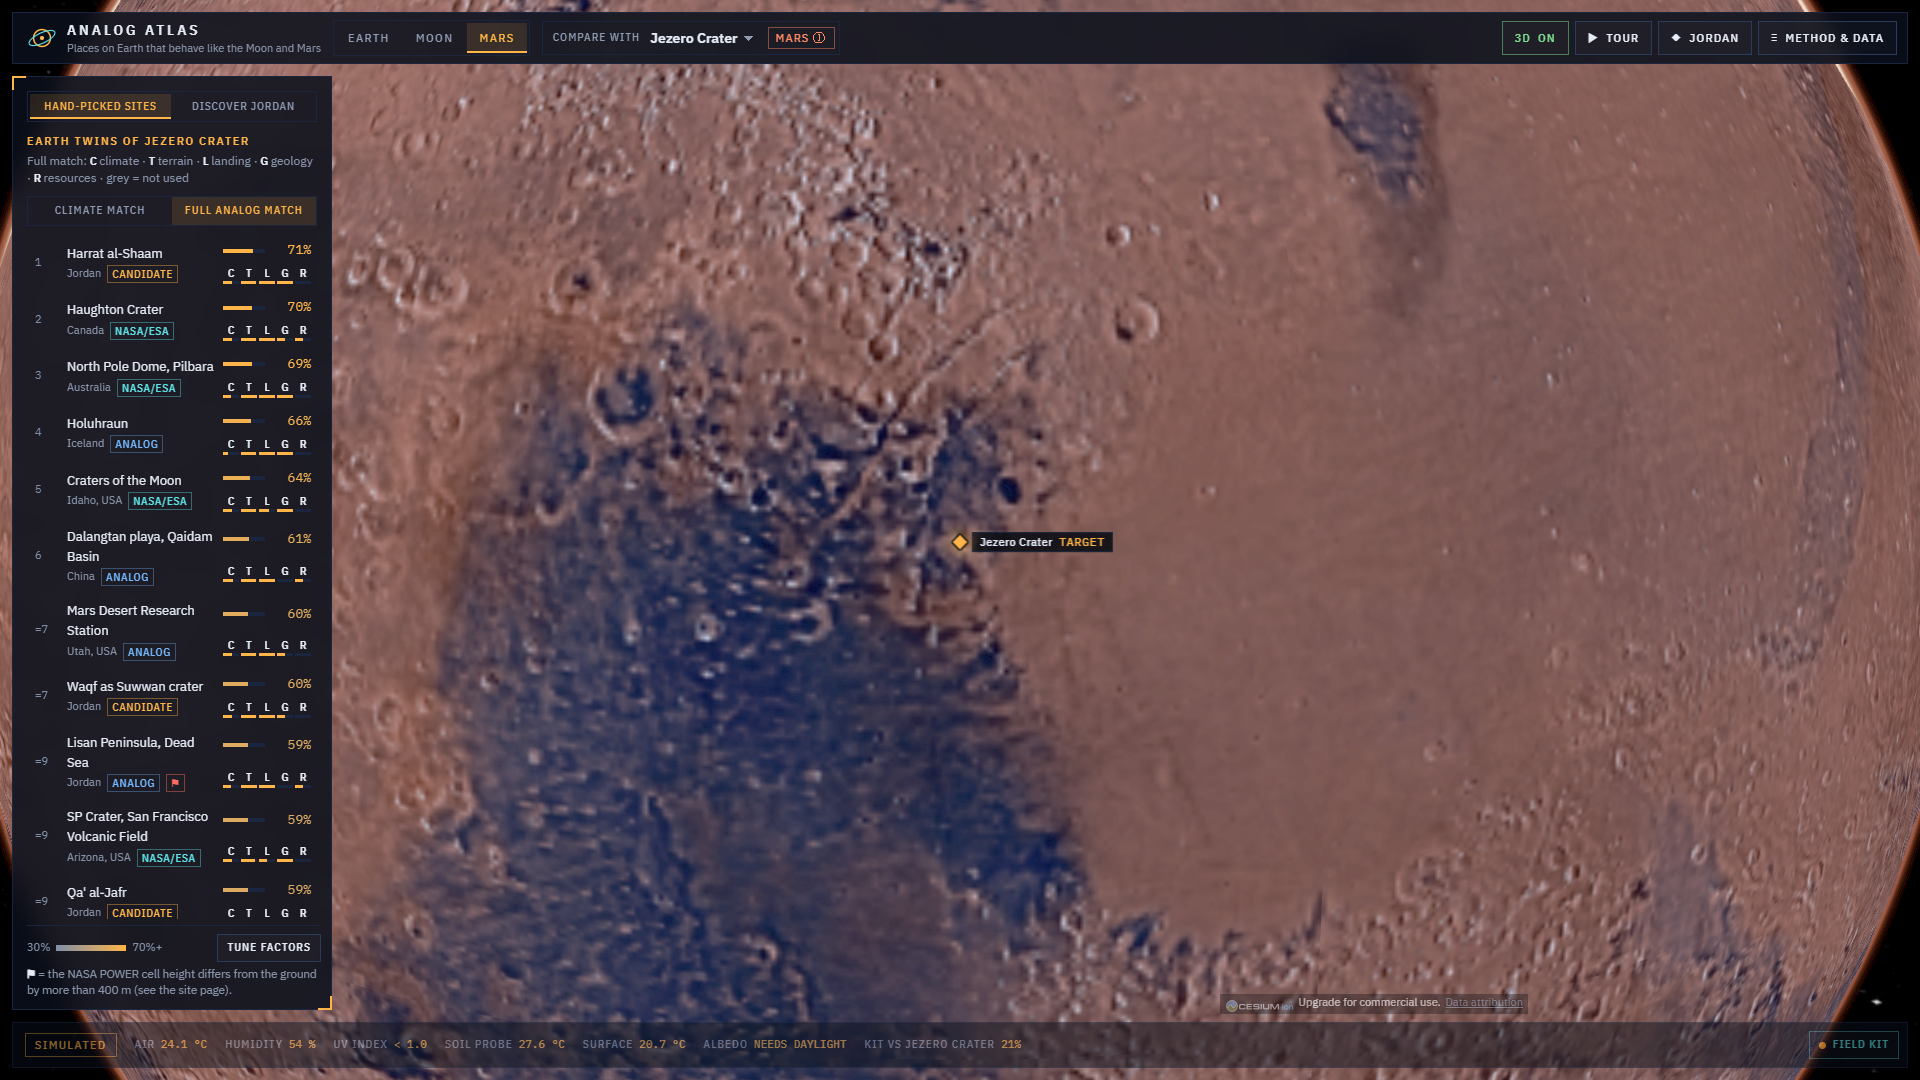 ANALOG ATLAS
Places on Earth that behave like the Moon and Mars
EARTH MOON MARS
COMPARE WITH Jezero Crater MARS
3D ON TOUR JORDAN METHOD & DATA
HAND-PICKED SITES DISCOVER JORDAN
EARTH TWINS OF JEZERO CRATER
Full match: C climate · T terrain · L landing · G geology
· R resources · grey = not used
CLIMATE MATCH FULL ANALOG MATCH
1 Harrat al-Shaam 71%
Jordan CANDIDATE C T L G R
2 Haughton Crater 70%
Canada NASA/ESA C T L G R
3 North Pole Dome, Pilbara 69%
Australia NASA/ESA C T L G R
4 Holuhraun 66%
Iceland ANALOG C T L G R
5 Craters of the Moon 64%
Idaho, USA NASA/ESA C T L G R
6 Dalangtan playa, Qaidam 61%
Basin
China ANALOG C T L G R
=7 Mars Desert Research 60%
Station
Utah, USA ANALOG C T L G R
=7 Waqf as Suwwan crater 60%
Jordan CANDIDATE C T L G R
=9 Lisan Peninsula, Dead 59%
Sea
Jordan ANALOG C T L G R
=9 SP Crater, San Francisco 59%
Volcanic Field
Arizona, USA NASA/ESA C T L G R
=9 Qa' al-Jafr 59%
Jordan CANDIDATE C T L G R
30% 70%+ TUNE FACTORS
= the NASA POWER cell height differs from the ground
by more than 400 m (see the site page).
Jezero Crater TARGET
CESIUM ion Upgrade for commercial use. Data attribution
SIMULATED AIR 24.1 °C HUMIDITY 54 % UV INDEX < 1.0 SOIL PROBE 27.6 °C SURFACE 20.7 °C ALBEDO NEEDS DAYLIGHT KIT VS JEZERO CRATER 21% FIELD KIT